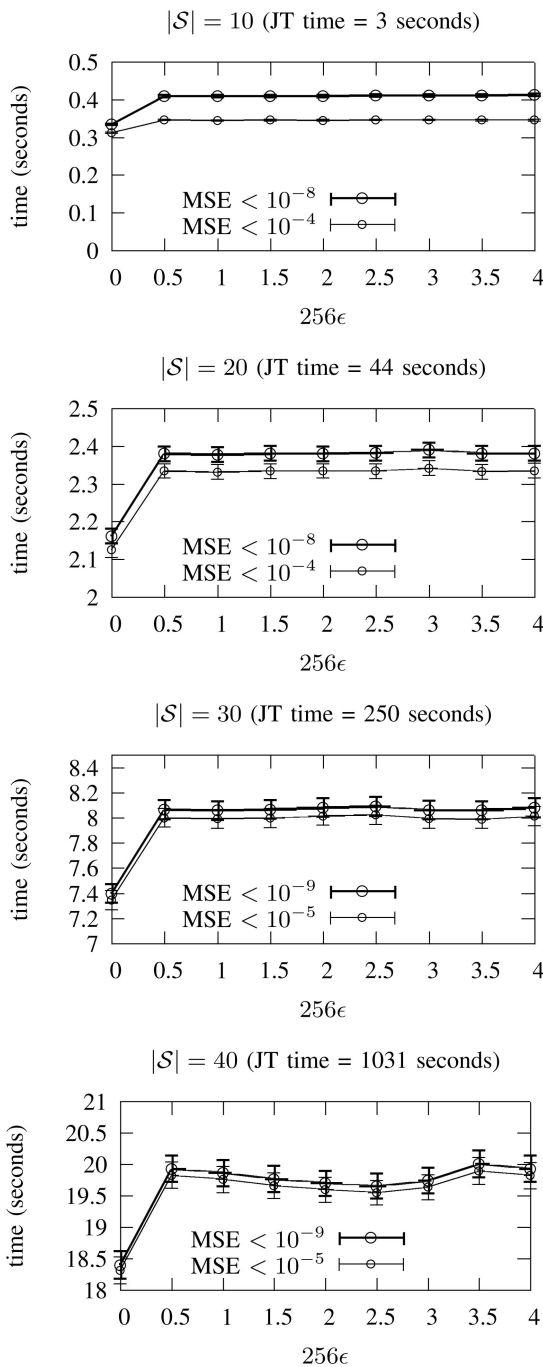 |𝒮| = 10 (JT time = 3 seconds)
time (seconds)
0.5
0.4
0.3
0.2
0.1
0
MSE < 10⁻⁸
MSE < 10⁻⁴
0 0.5 1 1.5 2 2.5 3 3.5 4
256ϵ
|𝒮| = 20 (JT time = 44 seconds)
time (seconds)
2.5
2.4
2.3
2.2
2.1
2
MSE < 10⁻⁸
MSE < 10⁻⁴
0 0.5 1 1.5 2 2.5 3 3.5 4
256ϵ
|𝒮| = 30 (JT time = 250 seconds)
time (seconds)
8.4
8.2
8
7.8
7.6
7.4
7.2
7
MSE < 10⁻⁹
MSE < 10⁻⁵
0 0.5 1 1.5 2 2.5 3 3.5 4
256ϵ
|𝒮| = 40 (JT time = 1031 seconds)
time (seconds)
21
20.5
20
19.5
19
18.5
18
MSE < 10⁻⁹
MSE < 10⁻⁵
0 0.5 1 1.5 2 2.5 3 3.5 4
256ϵ